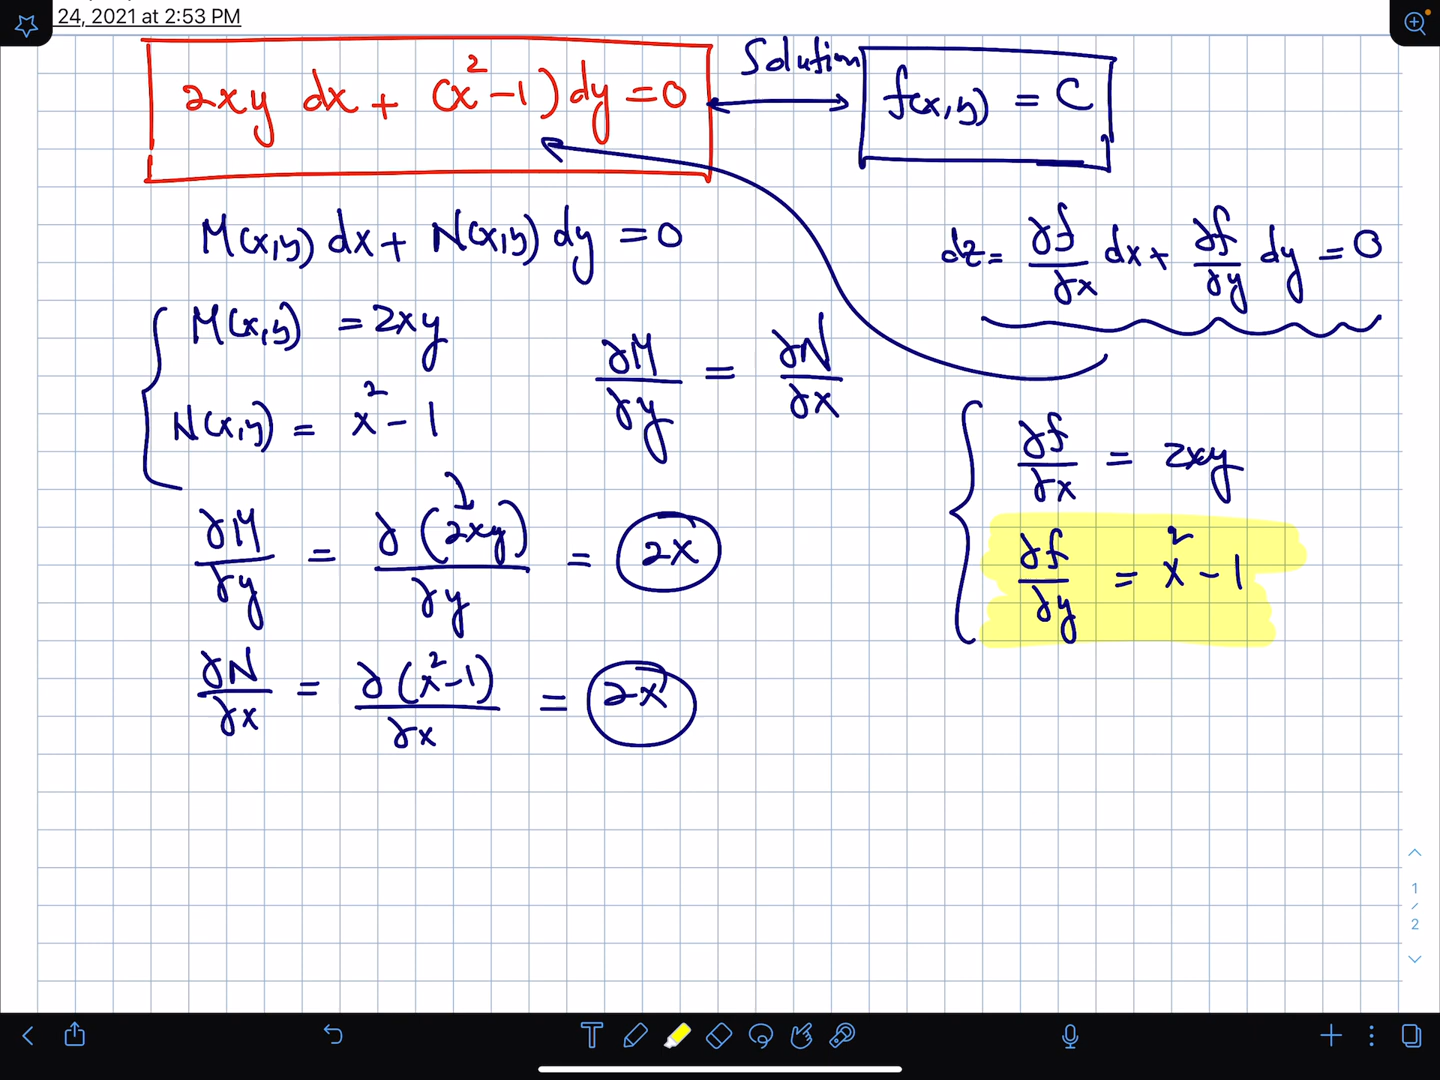 24, 2021 at 2:53 PM
2xy dx + (x² - 1) dy = 0
Solution
f(x,y) = C
M(x,y) dx + N(x,y) dy = 0
dz = ∂f/∂x dx + ∂f/∂y dy = 0
M(x,y) = 2xy
N(x,y) = x² - 1
∂M/∂y = ∂N/∂x
∂f/∂x = 2xy
∂f/∂y = x² - 1
∂M/∂y = ∂(2xy)/∂y = 2x
∂N/∂x = ∂(x² - 1)/∂x = 2x
1
/
2
T